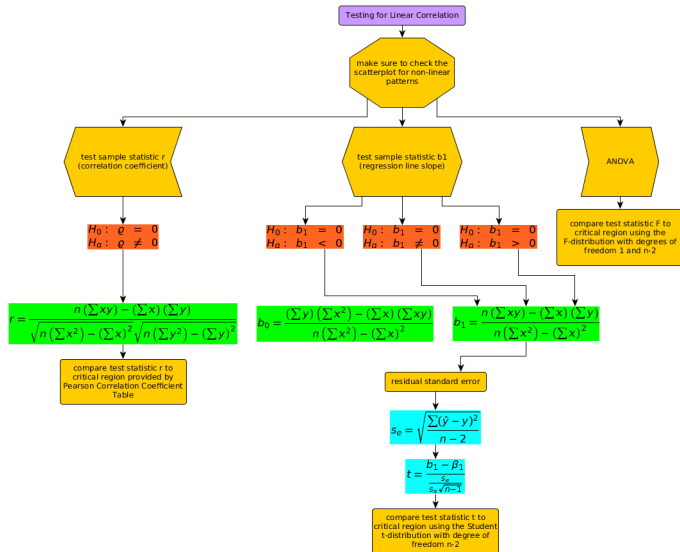 Testing for Linear Correlation
make sure to check the
scatterplot for non-linear
patterns
test sample statistic r
(correlation coefficient)
test sample statistic b1
(regression line slope)
ANOVA
H₀ : ϱ = 0
Hₐ : ϱ ≠ 0
H₀ : b₁ = 0
Hₐ : b₁ < 0
H₀ : b₁ = 0
Hₐ : b₁ ≠ 0
H₀ : b₁ = 0
Hₐ : b₁ > 0
compare test statistic F to
critical region using the
F-distribution with degrees of
freedom 1 and n-2
r = n (∑xy) − (∑x) (∑y) / √(n (∑x²) − (∑x)²) √(n (∑y²) − (∑y)²)
b₀ = (∑y) (∑x²) − (∑x) (∑xy) / n (∑x²) − (∑x)²
b₁ = n (∑xy) − (∑x) (∑y) / n (∑x²) − (∑x)²
compare test statistic r to
critical region provided by
Pearson Correlation Coefficient
Table
residual standard error
sₑ = √(∑(ŷ − y)² / n − 2)
t = b₁ − β₁ / (sₑ / sₓ√(n−1))
compare test statistic t to
critical region using the Student
t-distribution with degree of
freedom n-2